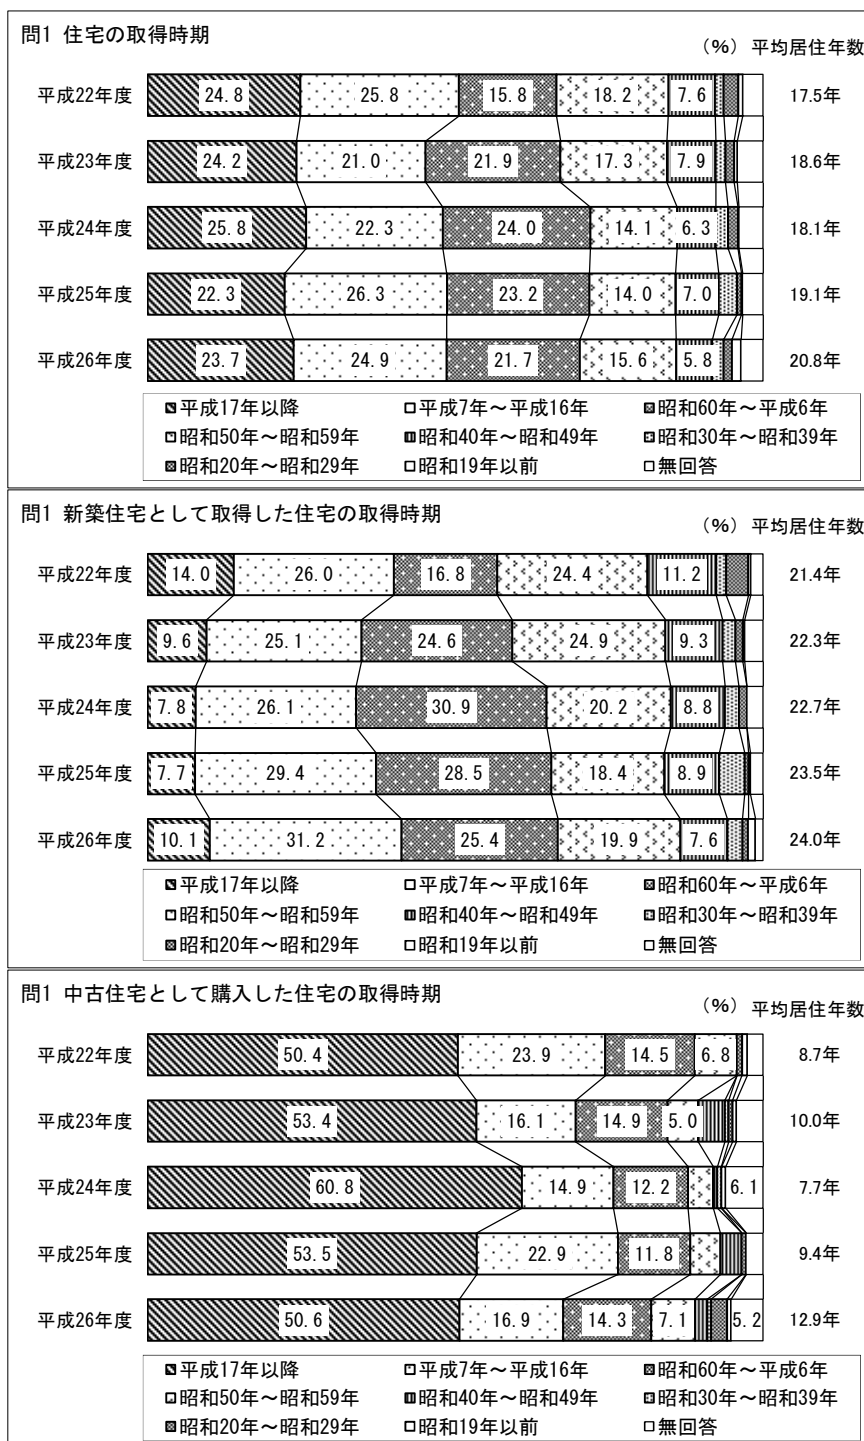 問1 住宅の取得時期
(%) 平均居住年数
平成22年度 24.8 25.8 15.8 18.2 7.6 17.5年
平成23年度 24.2 21.0 21.9 17.3 7.9 18.6年
平成24年度 25.8 22.3 24.0 14.1 6.3 18.1年
平成25年度 22.3 26.3 23.2 14.0 7.0 19.1年
平成26年度 23.7 24.9 21.7 15.6 5.8 20.8年
平成17年以降 平成7年～平成16年 昭和60年～平成6年
昭和50年～昭和59年 昭和40年～昭和49年 昭和30年～昭和39年
昭和20年～昭和29年 昭和19年以前 無回答
問1 新築住宅として取得した住宅の取得時期
(%) 平均居住年数
平成22年度 14.0 26.0 16.8 24.4 11.2 21.4年
平成23年度 9.6 25.1 24.6 24.9 9.3 22.3年
平成24年度 7.8 26.1 30.9 20.2 8.8 22.7年
平成25年度 7.7 29.4 28.5 18.4 8.9 23.5年
平成26年度 10.1 31.2 25.4 19.9 7.6 24.0年
平成17年以降 平成7年～平成16年 昭和60年～平成6年
昭和50年～昭和59年 昭和40年～昭和49年 昭和30年～昭和39年
昭和20年～昭和29年 昭和19年以前 無回答
問1 中古住宅として購入した住宅の取得時期
(%) 平均居住年数
平成22年度 50.4 23.9 14.5 6.8 8.7年
平成23年度 53.4 16.1 14.9 5.0 10.0年
平成24年度 60.8 14.9 12.2 6.1 7.7年
平成25年度 53.5 22.9 11.8 9.4年
平成26年度 50.6 16.9 14.3 7.1 5.2 12.9年
平成17年以降 平成7年～平成16年 昭和60年～平成6年
昭和50年～昭和59年 昭和40年～昭和49年 昭和30年～昭和39年
昭和20年～昭和29年 昭和19年以前 無回答